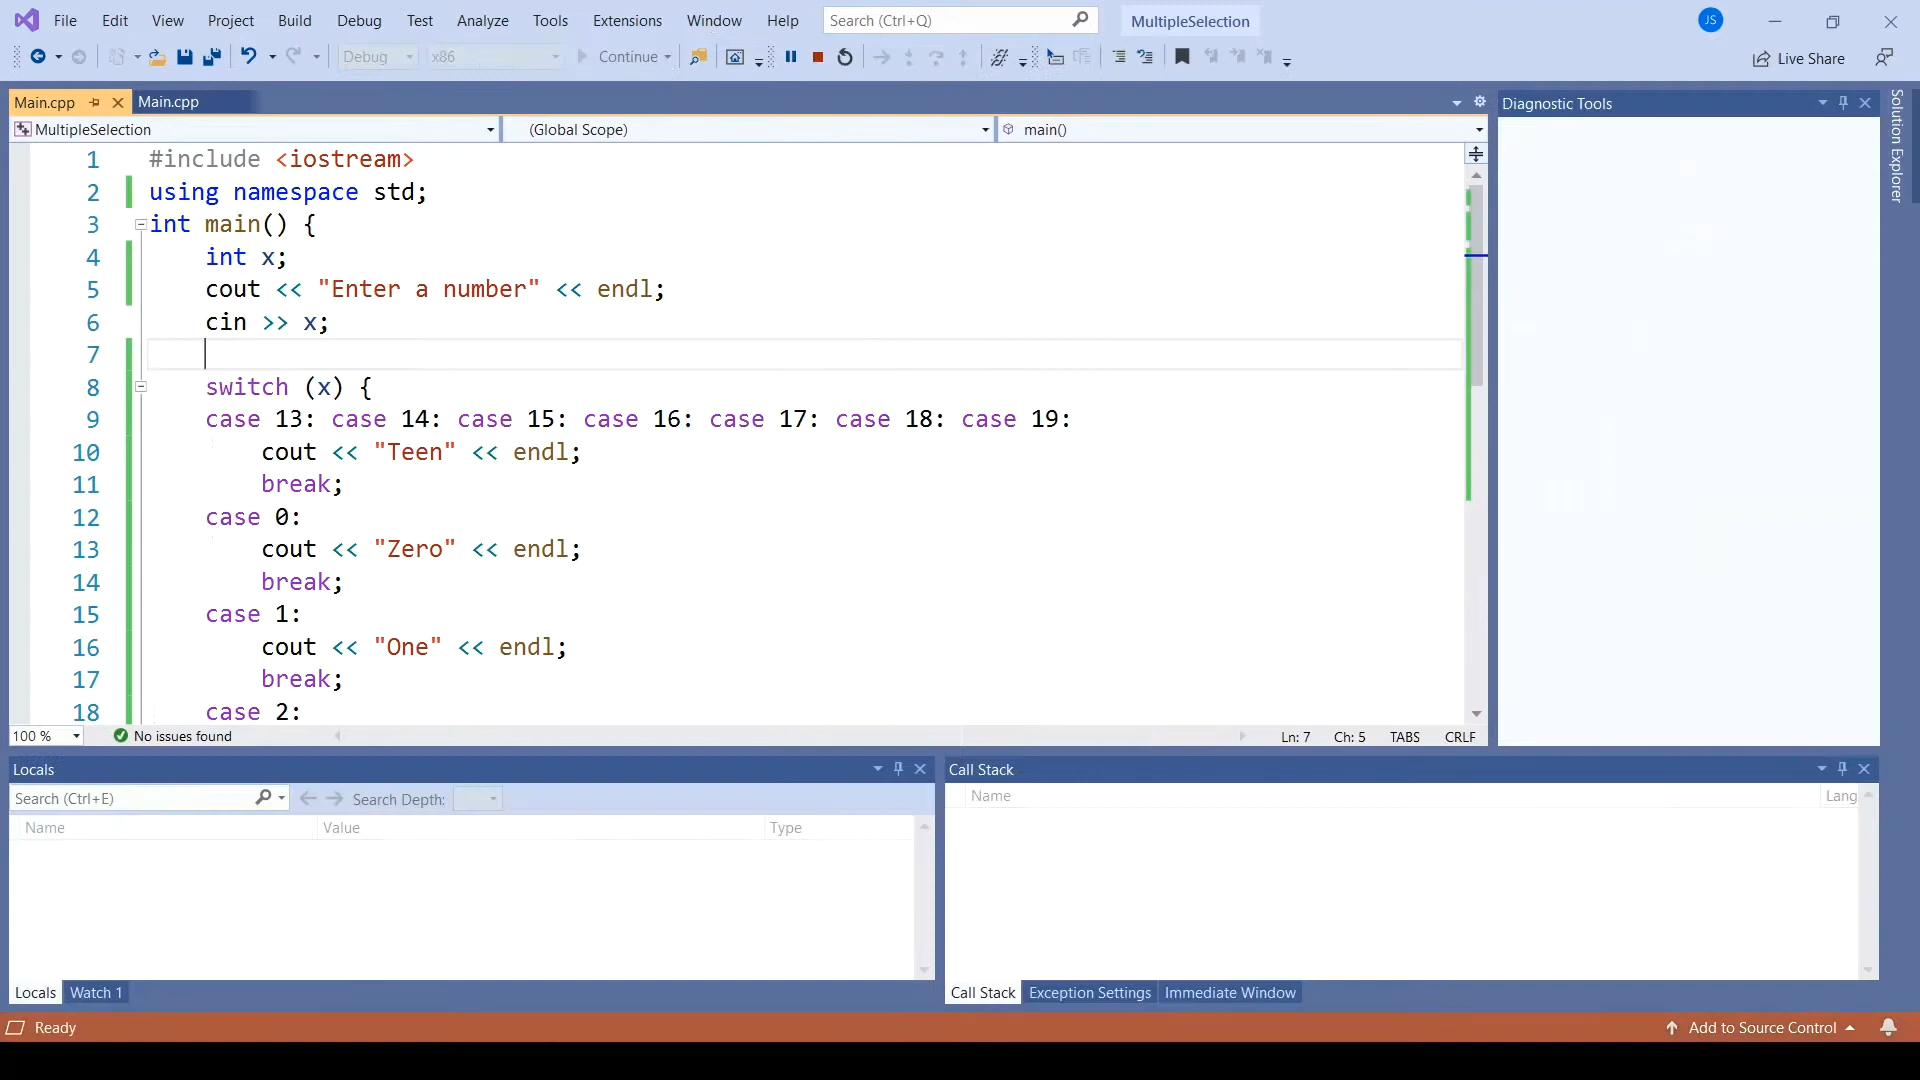 File Edit View Project Build Debug Test Analyze Tools Extensions Window Help Search (Ctrl+Q) MultipleSelection JS
Debug x86 Continue Live Share
Main.cpp Main.cpp
MultipleSelection (Global Scope) main()
1 #include <iostream>
2 using namespace std;
3 int main() {
4 int x;
5 cout << "Enter a number" << endl;
6 cin >> x;
7
8 switch (x) {
9 case 13: case 14: case 15: case 16: case 17: case 18: case 19:
10 cout << "Teen" << endl;
11 break;
12 case 0:
13 cout << "Zero" << endl;
14 break;
15 case 1:
16 cout << "One" << endl;
17 break;
18 case 2:
100 % No issues found Ln: 7 Ch: 5 TABS CRLF
Diagnostic Tools
Solution Explorer
Locals
Search (Ctrl+E) Search Depth:
Name Value Type
Locals Watch 1
Call Stack
Name Lang
Call Stack Exception Settings Immediate Window
Ready Add to Source Control